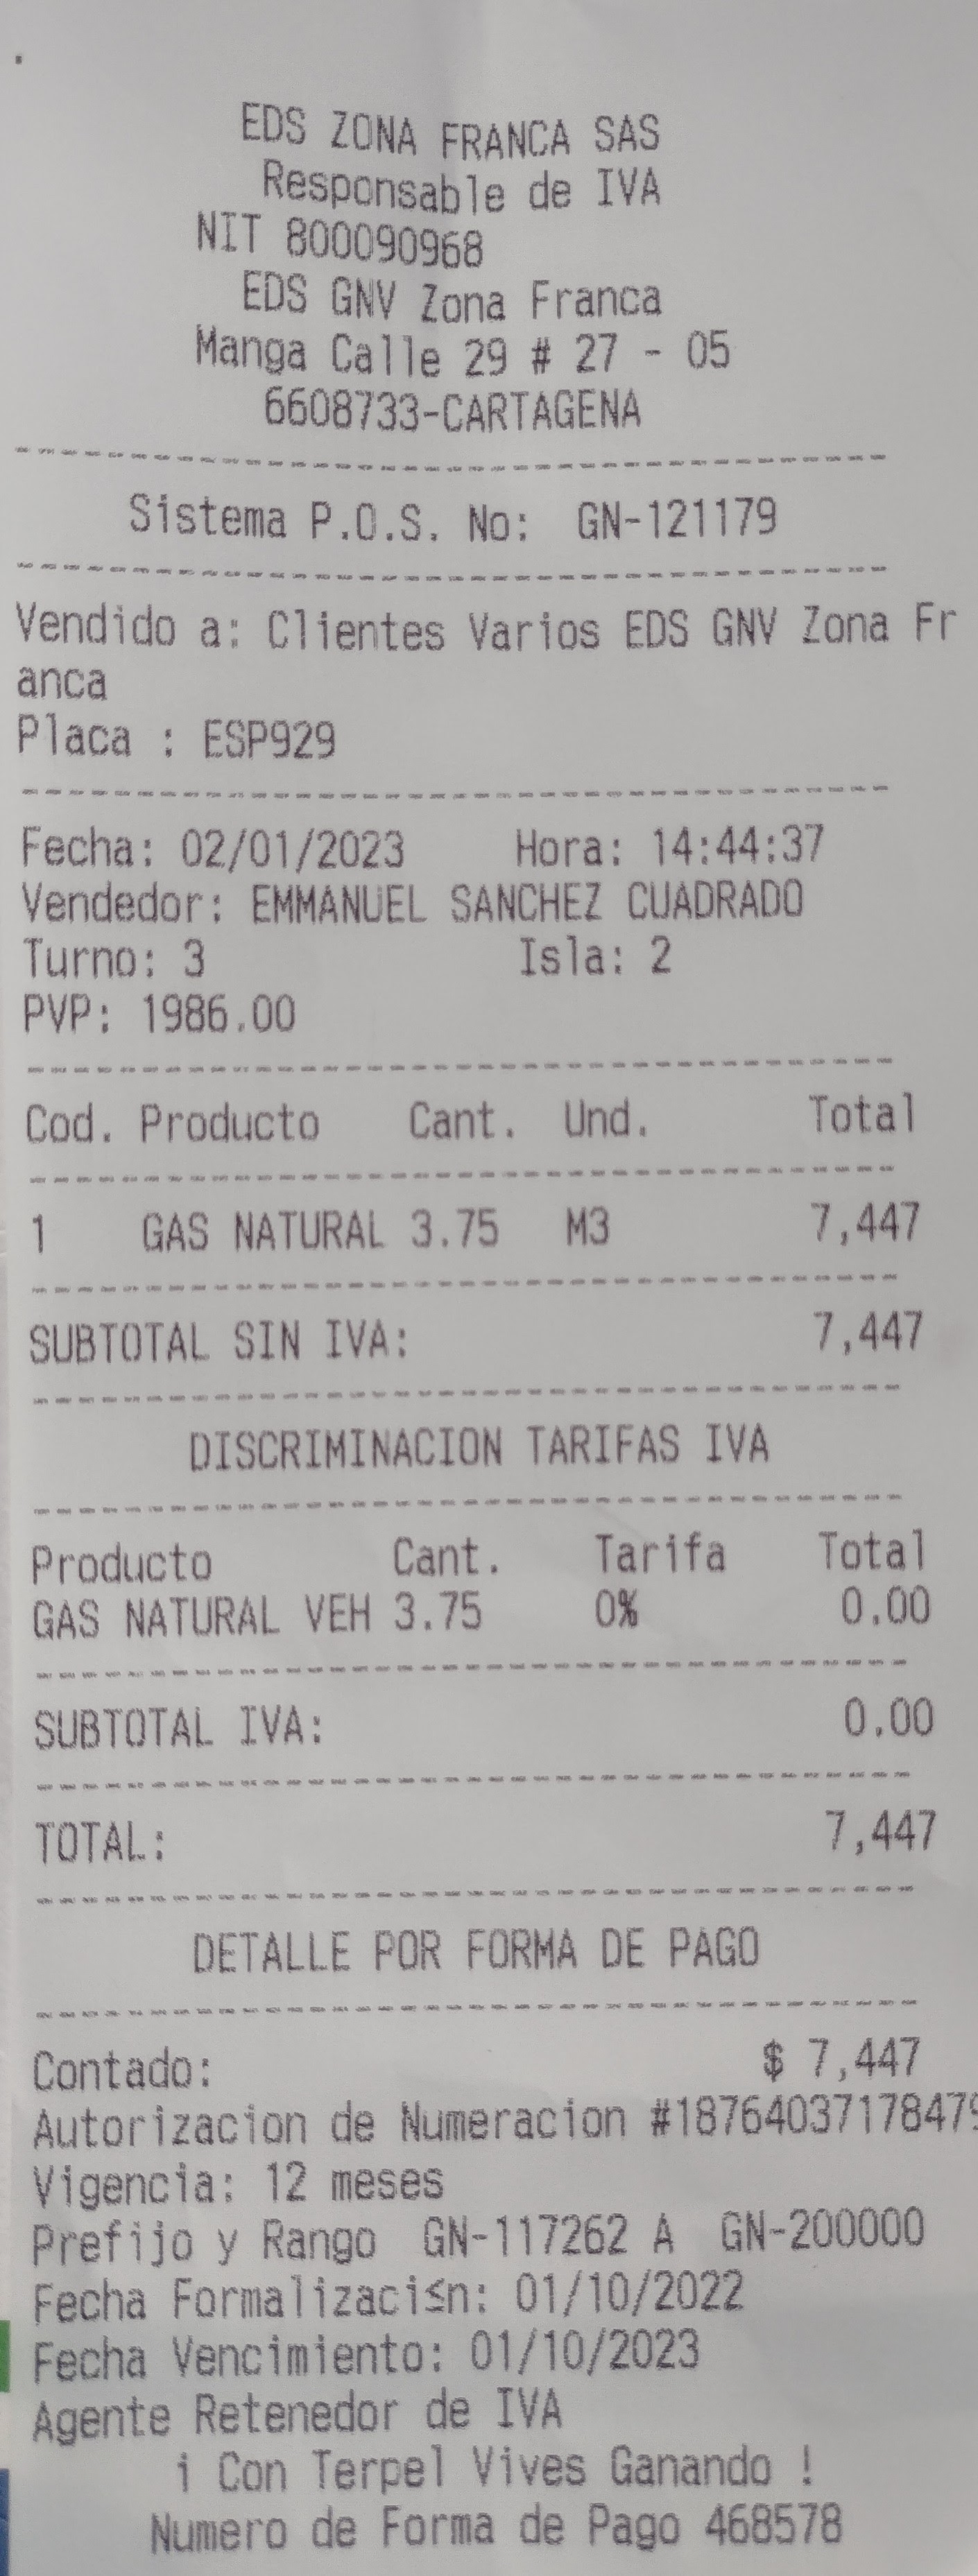 EDS ZONA FRANCA SAS
Responsable de IVA
NIT 800090968
EDS GNV Zona Franca
Manga Calle 29 # 27 - 05
6608733-CARTAGENA
Sistema P.O.S. No: GN-121179
Vendido a: Clientes Varios EDS GNV Zona Fr
anca
Placa : ESP929
Fecha: 02/01/2023 Hora: 14:44:37
Vendedor: EMMANUEL SANCHEZ CUADRADO
Turno: 3 Isla: 2
PVP: 1986.00
Cod. Producto Cant. Und. Total
1 GAS NATURAL 3.75 M3 7,447
SUBTOTAL SIN IVA: 7,447
DISCRIMINACION TARIFAS IVA
Producto Cant. Tarifa Total
GAS NATURAL VEH 3.75 0% 0.00
SUBTOTAL IVA: 0.00
TOTAL: 7,447
DETALLE POR FORMA DE PAGO
Contado: $ 7,447
Autorizacion de Numeracion #18764037178479
Vigencia: 12 meses
Prefijo y Rango GN-117262 A GN-200000
Fecha Formalizaci≤n: 01/10/2022
Fecha Vencimiento: 01/10/2023
Agente Retenedor de IVA
¡ Con Terpel Vives Ganando !
Numero de Forma de Pago 468578